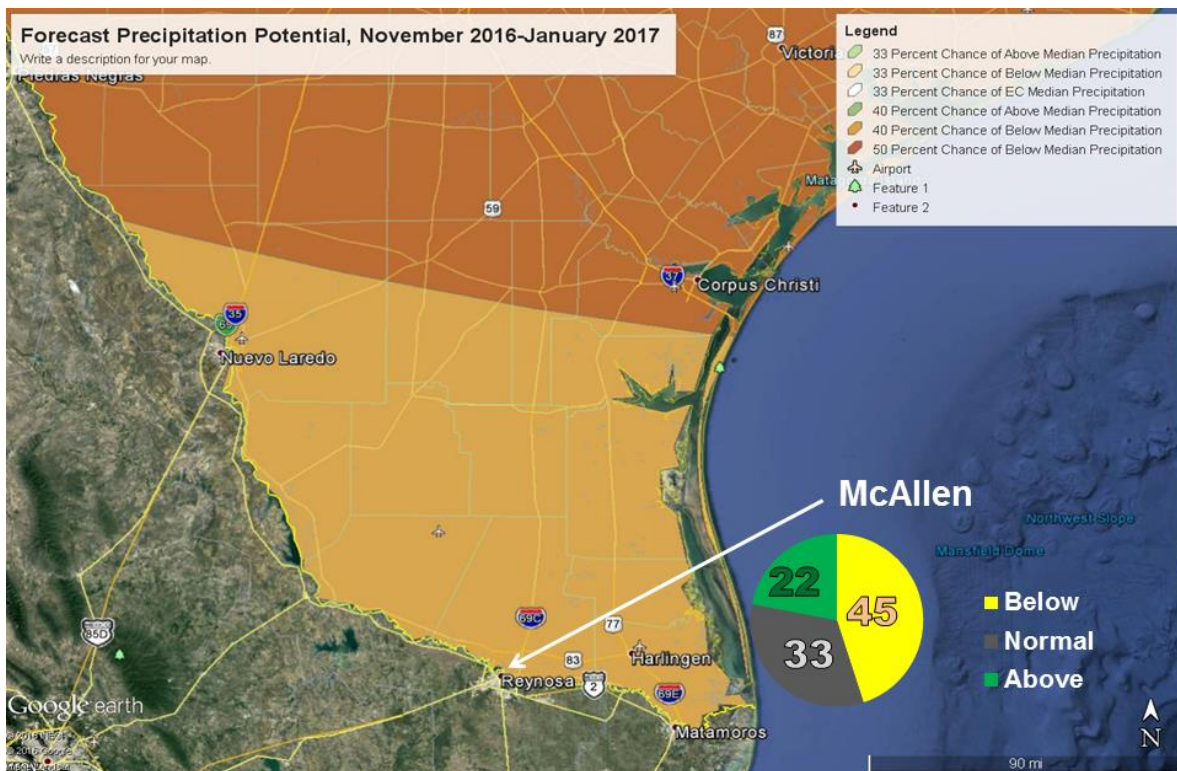 Forecast Precipitation Potential, November 2016-January 2017
Write a description for your map.
Piedras Negras
87
Victoria
Legend
33 Percent Chance of Above Median Precipitation
33 Percent Chance of Below Median Precipitation
33 Percent Chance of EC Median Precipitation
40 Percent Chance of Above Median Precipitation
40 Percent Chance of Below Median Precipitation
50 Percent Chance of Below Median Precipitation
Airport
Feature 1
Feature 2
59
37
Corpus Christi
35
69
Nuevo Laredo
McAllen
Northwest Slope
Mansfield Dome
22
45
33
Below
Normal
Above
69C
77
85D
83
Harlingen
Reynosa
2
69E
Matamoros
Google earth
© 2016 Google
N
90 mi